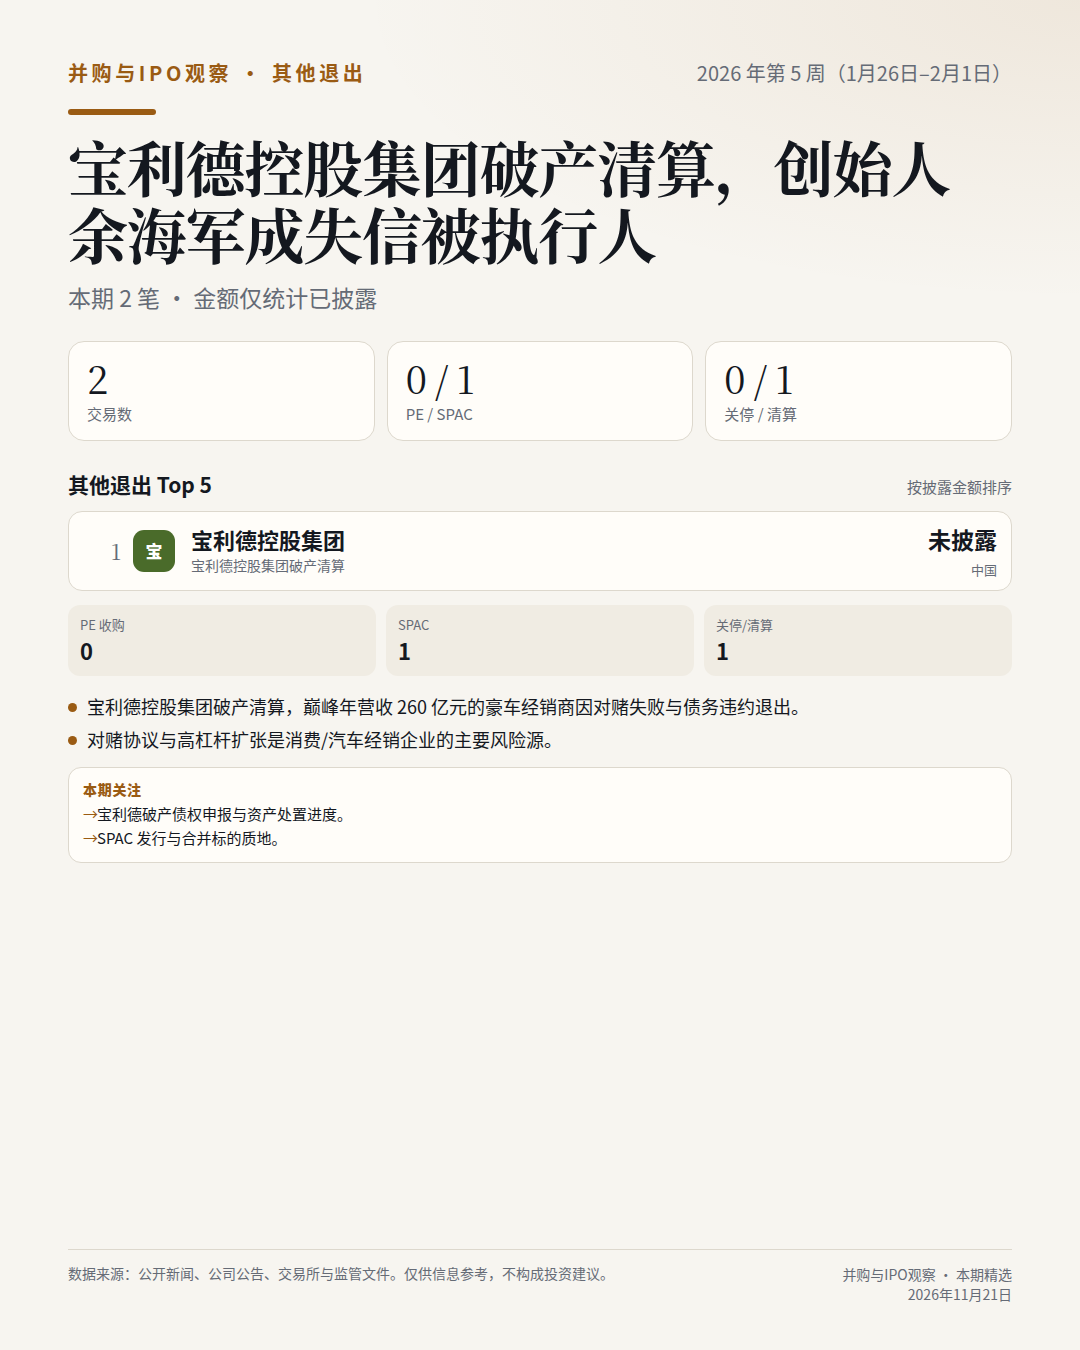 并购与IPO观察 · 其他退出
2026 年第 5 周（1月26日–2月1日）
宝利德控股集团破产清算，创始人
余海军成失信被执行人
本期 2 笔 · 金额仅统计已披露
2
交易数
0 / 1
PE / SPAC
0 / 1
关停 / 清算
其他退出 Top 5
按披露金额排序
1
宝
宝利德控股集团
宝利德控股集团破产清算
未披露
中国
PE 收购
0
SPAC
1
关停/清算
1
宝利德控股集团破产清算，巅峰年营收 260 亿元的豪车经销商因对赌失败与债务违约退出。
对赌协议与高杠杆扩张是消费/汽车经销企业的主要风险源。
本期关注
→宝利德破产债权申报与资产处置进度。
→SPAC 发行与合并标的质地。
数据来源：公开新闻、公司公告、交易所与监管文件。仅供信息参考，不构成投资建议。
并购与IPO观察 · 本期精选
2026年11月21日